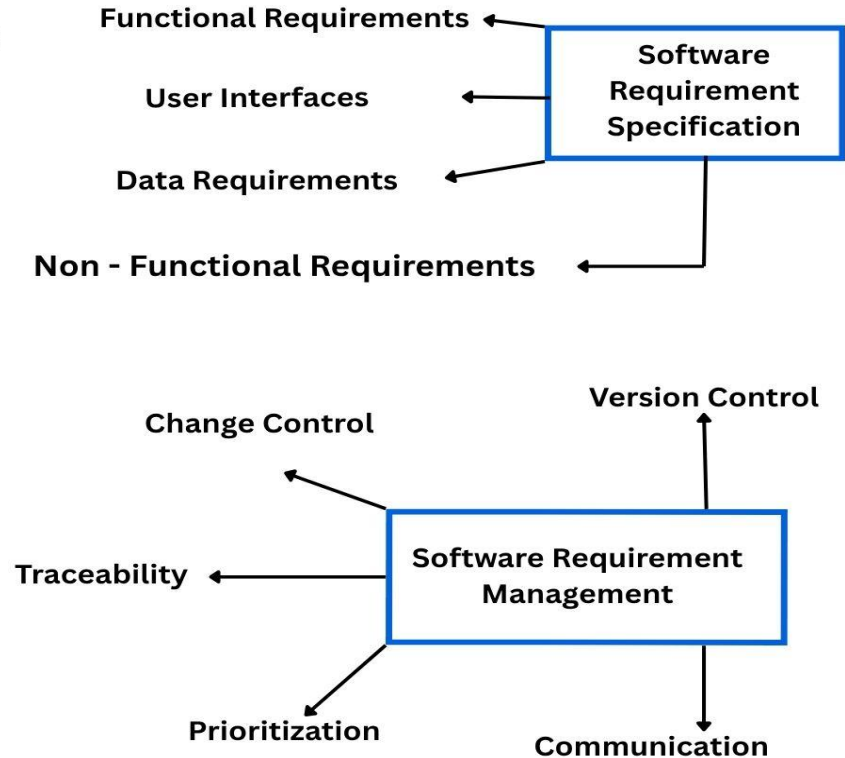 Functional Requirements
Software
Requirement
Specification
User Interfaces
Data Requirements
Non - Functional Requirements
Version Control
Change Control
Software Requirement
Management
Traceability
Prioritization
Communication